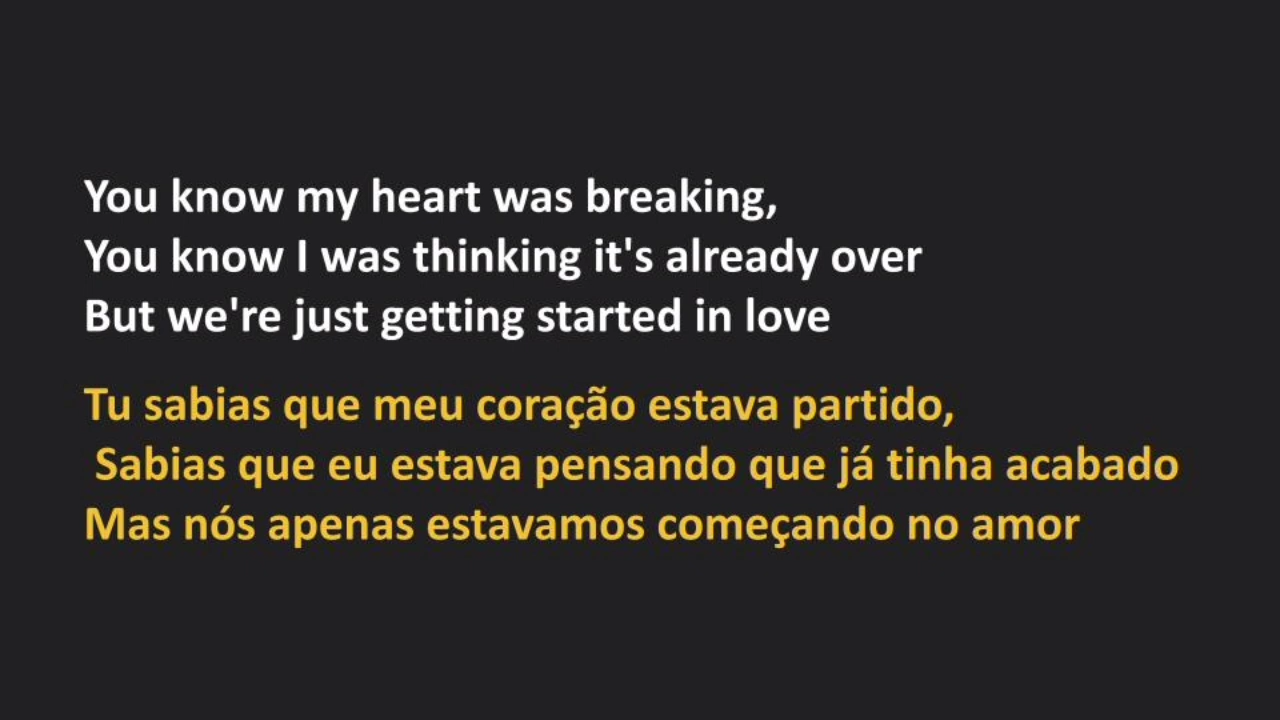 You know my heart was breaking,
You know I was thinking it's already over
But we're just getting started in love
Tu sabias que meu coração estava partido,
Sabias que eu estava pensando que já tinha acabado
Mas nós apenas estavamos começando no amor